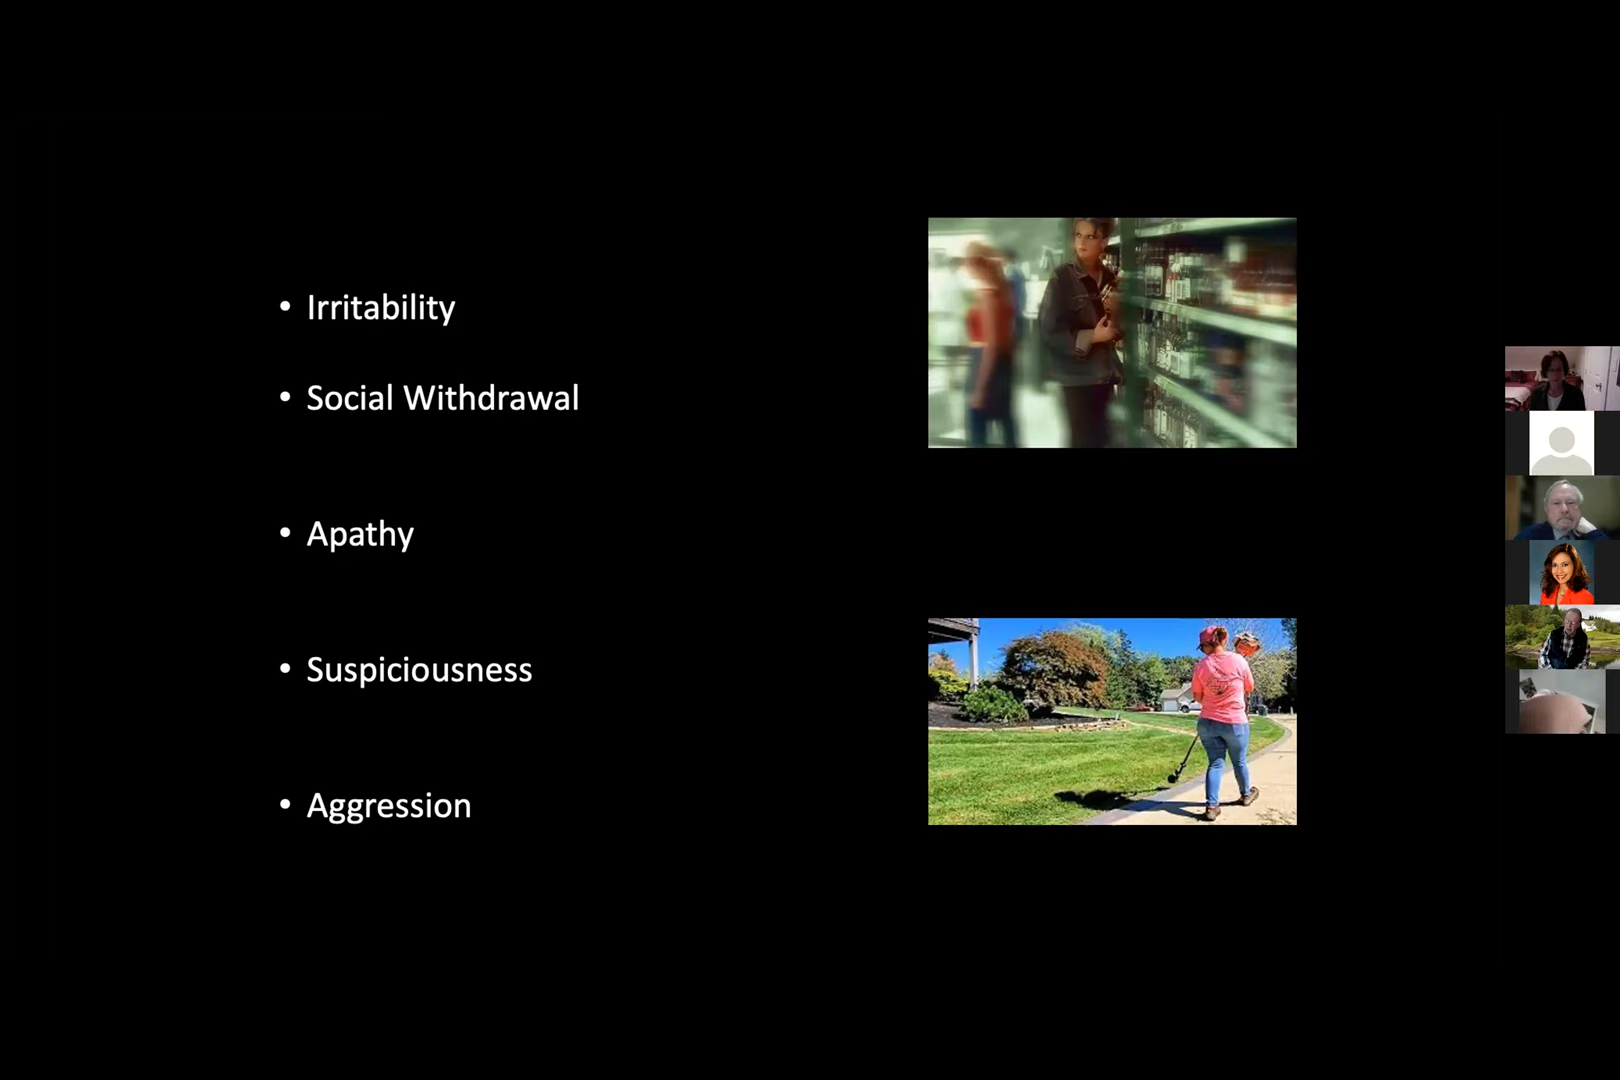 • Irritability
• Social Withdrawal
• Apathy
• Suspiciousness
• Aggression